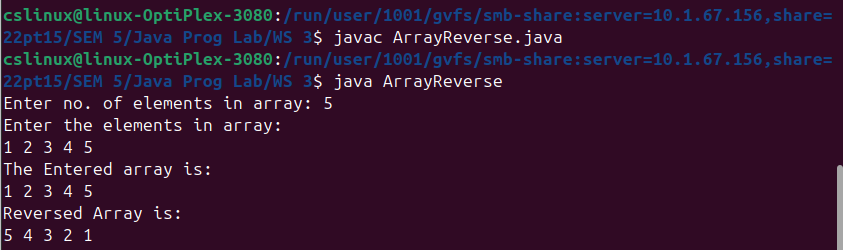 cslinux@linux-OptiPlex-3080:/run/user/1001/gvfs/smb-share:server=10.1.67.156,share=
22pt15/SEM 5/Java Prog Lab/WS 3$ javac ArrayReverse.java
cslinux@linux-OptiPlex-3080:/run/user/1001/gvfs/smb-share:server=10.1.67.156,share=
22pt15/SEM 5/Java Prog Lab/WS 3$ java ArrayReverse
Enter no. of elements in array: 5
Enter the elements in array:
1 2 3 4 5
The Entered array is:
1 2 3 4 5
Reversed Array is:
5 4 3 2 1